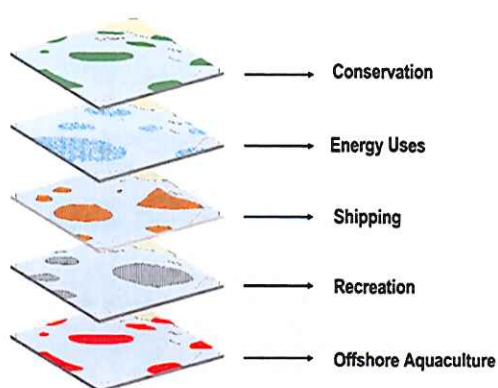 Conservation
Energy Uses
Shipping
Recreation
Offshore Aquaculture